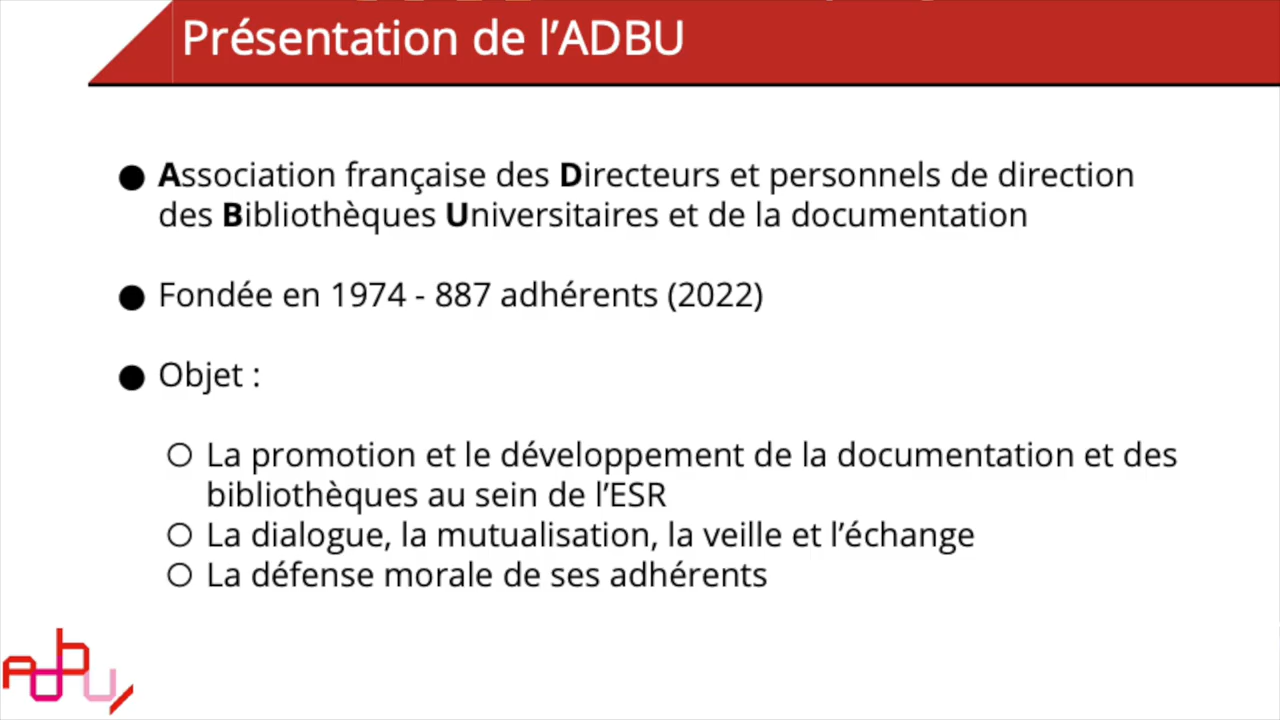 Présentation de l’ADBU
● Association française des Directeurs et personnels de direction
des Bibliothèques Universitaires et de la documentation
● Fondée en 1974 - 887 adhérents (2022)
● Objet :
○ La promotion et le développement de la documentation et des
bibliothèques au sein de l’ESR
○ La dialogue, la mutualisation, la veille et l’échange
○ La défense morale de ses adhérents
Adbu/